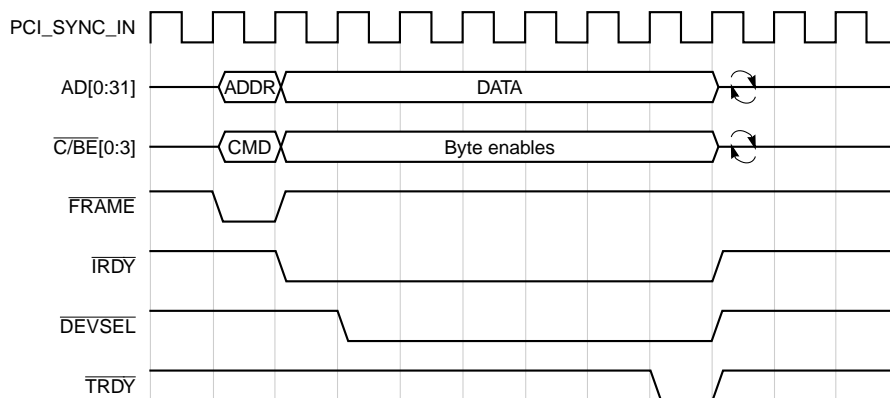 PCI_SYNC_IN
AD[0:31] ADDR DATA
C/BE[0:3] CMD Byte enables
FRAME
IRDY
DEVSEL
TRDY